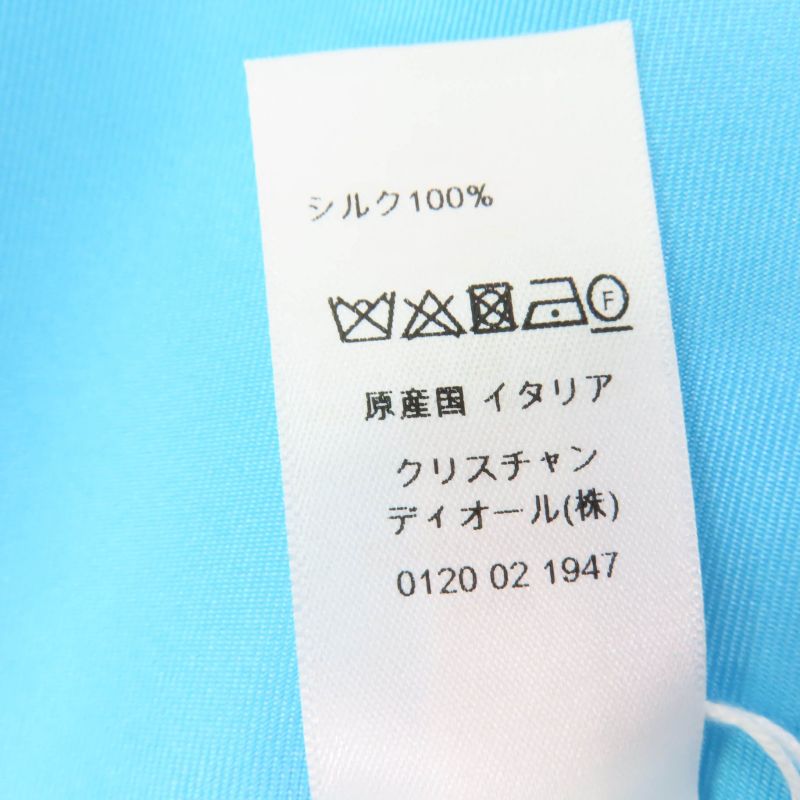 シルク100%
F
原産国 イタリア
クリスチャン
ディオール(株)
0120 02 1947